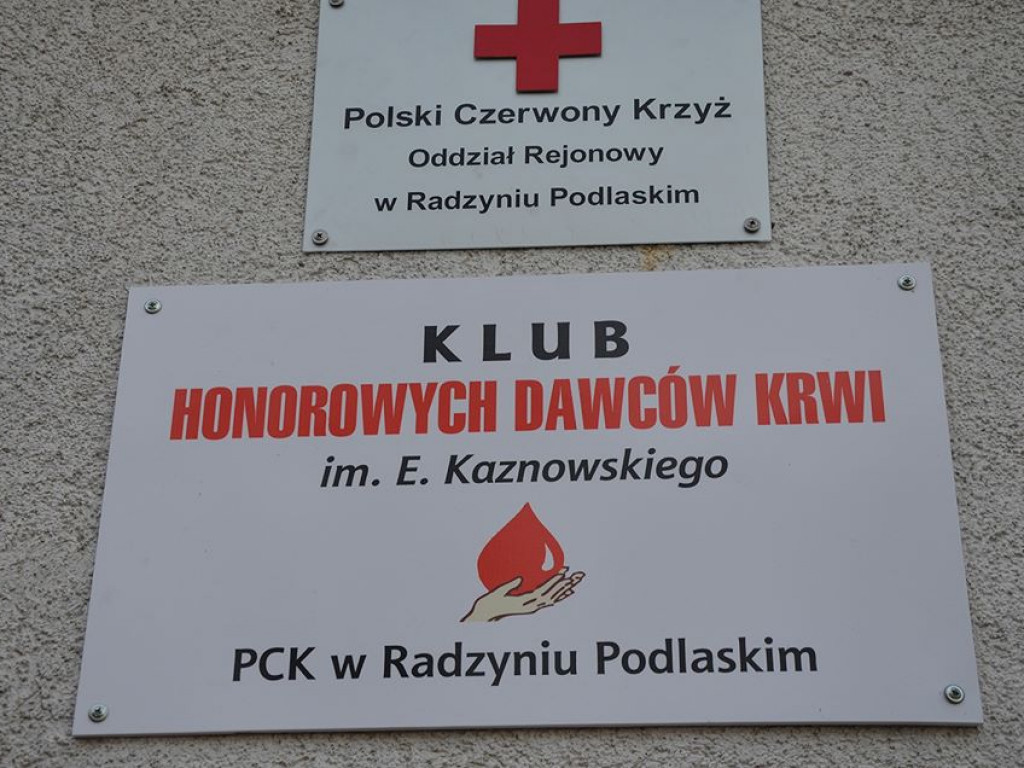 Polski Czerwony Krzyż
Oddział Rejonowy
w Radzyniu Podlaskim
KLUB
HONOROWYCH DAWCÓW KRWI
im. E. Kaznowskiego
PCK w Radzyniu Podlaskim